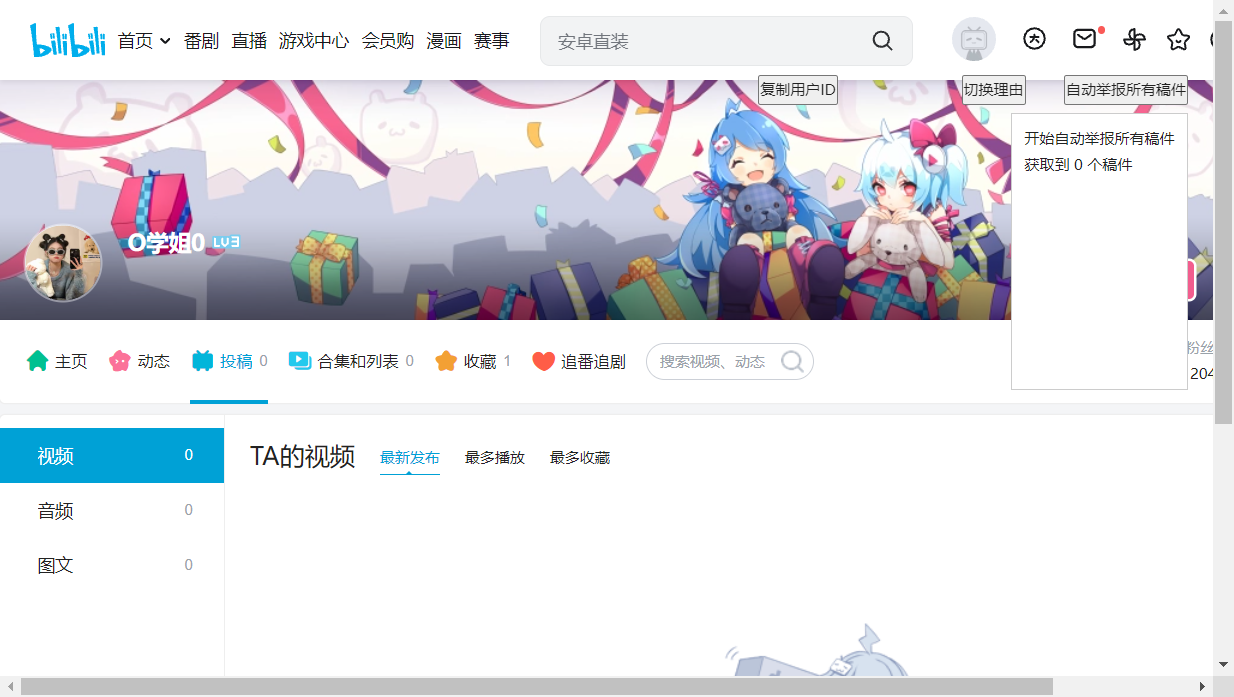 bilibili 首页 番剧 直播 游戏中心 会员购 漫画 赛事 安卓直装
复制用户ID 切换理由 自动举报所有稿件
开始自动举报所有稿件
获取到 0 个稿件
O学姐0 LV3
主页 动态 投稿 0 合集和列表 0 收藏 1 追番追剧 搜索视频、动态
粉丝
204
视频 0
音频 0
图文 0
TA的视频 最新发布 最多播放 最多收藏